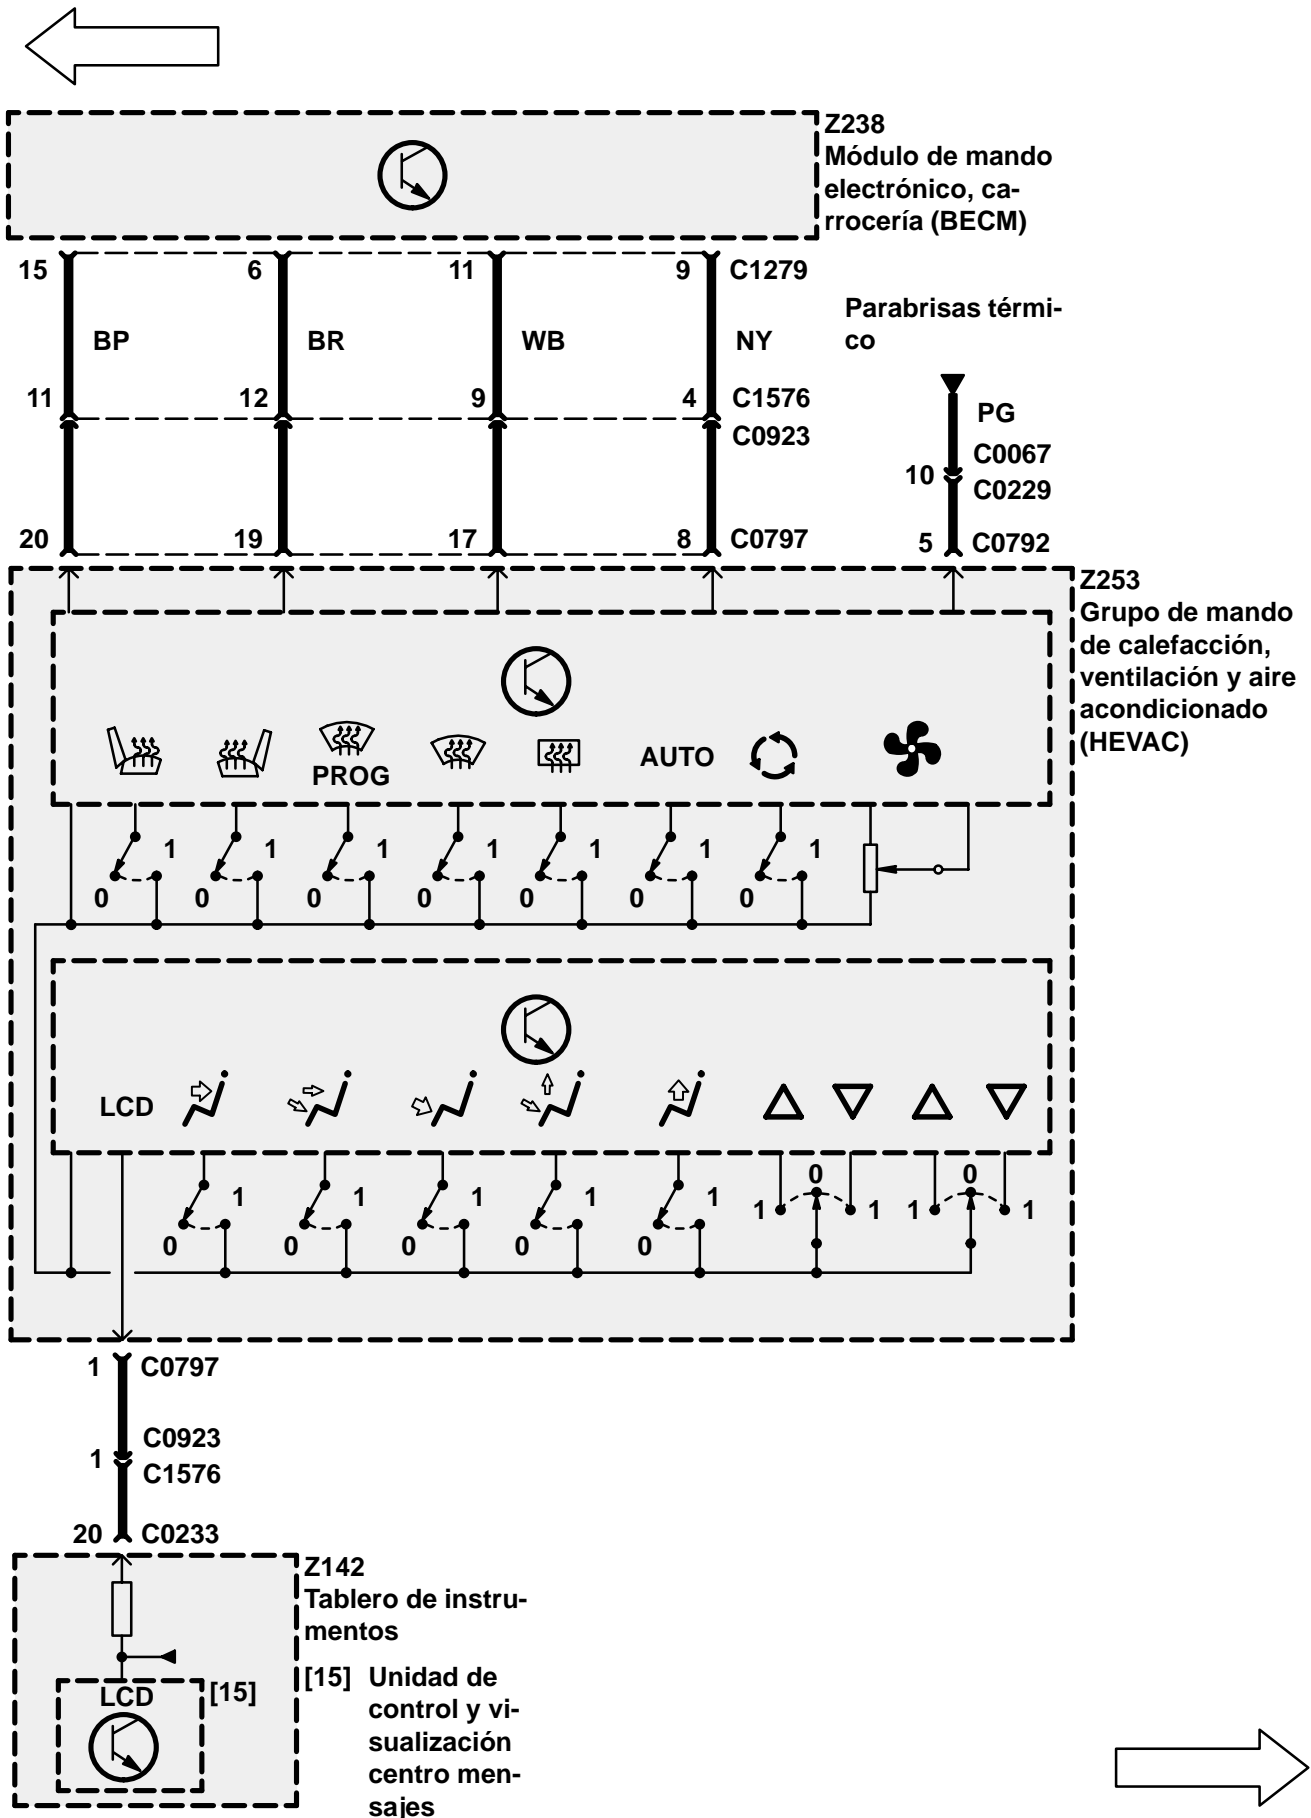 Z238
Módulo de mando
electrónico, ca-
rrocería (BECM)
15 6 11 9 C1279
Parabrisas térmi-
co
BP BR WB NY
11 12 9 4 C1576
PG
C0923
C0067
10
C0229
20 19 17 8 C0797
5 C0792
Z253
Grupo de mando
de calefacción,
ventilación y aire
acondicionado
(HEVAC)
PROG
AUTO
1 1 1 1 1 1 1
0 0 0 0 0 0 0
LCD
1 1 1 1 1
0 0 0 0 0
0 0
1 1 1 1
1 C0797
C0923
1
C1576
20 C0233
Z142
Tablero de instru-
mentos
[15] Unidad de
control y vi-
sualización
centro men-
sajes
LCD [15]